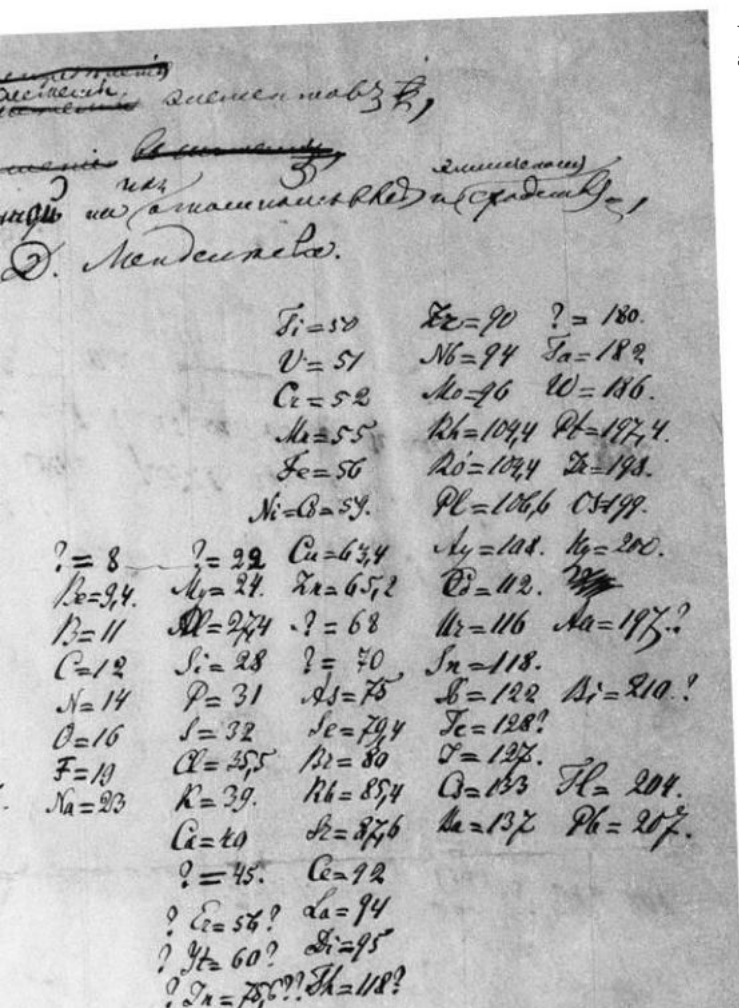 элементовъ,
на
Д. Менделѣева.
Ti=50 Zr=90 ?=180.
V=51 Nb=94 Ta=182
Cr=52 Mo=96 W=186.
Mn=55 Rh=104,4 Pt=197,4.
Fe=56 Ru=104,4 Ir=198.
Ni=Co=59. Pl=106,6 Os=199.
?=8 ?=22 Cu=63,4 Ag=108. Hg=200.
Be=9,4. Mg=24. Zn=65,2 Cd=112.
B=11 Al=27,4 ?=68 Ur=116 Au=197.?
C=12 Si=28 ?=70 Sn=118.
N=14 P=31 As=75 Sb=122 Bi=210.?
O=16 S=32 Se=79,4 Te=128?
F=19 Cl=35,5 Br=80 J=127.
Na=23 K=39. Rb=85,4 Cs=133 Tl=204.
Ca=40 Sr=87,6 Ba=137 Pb=207.
?=45. Ce=92
? Er=56? La=94
? Yt=60? Di=95
? In=75,6?? Th=118?